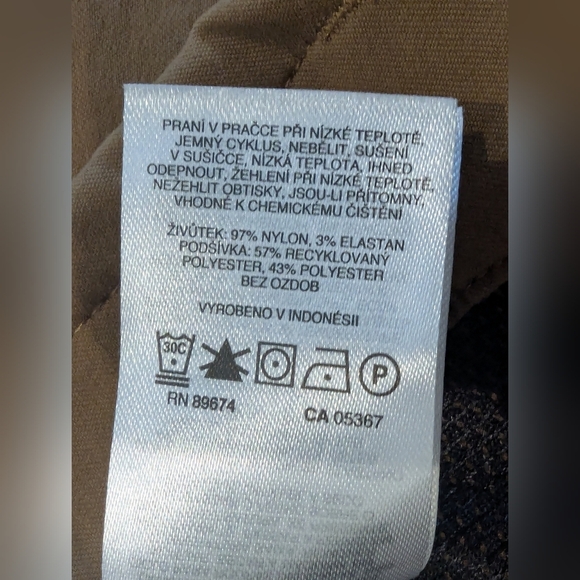 PRANÍ V PRAČCE PŘI NÍZKÉ TEPLOTĚ,
JEMNÝ CYKLUS, NEBĚLIT, SUŠENÍ
V SUŠIČCE, NÍZKÁ TEPLOTA, IHNED
ODEPNOUT, ŽEHLENÍ PŘI NÍZKÉ TEPLOTĚ,
NEŽEHLIT OBTISKY, JSOU-LI PŘÍTOMNY,
VHODNÉ K CHEMICKÉMU ČIŠTĚNÍ
ŽIVŮTEK: 97% NYLON, 3% ELASTAN
PODŠÍVKA: 57% RECYKLOVANÝ
POLYESTER, 43% POLYESTER
BEZ OZDOB
VYROBENO V INDONÉSII
30C P
RN 89674 CA 05367